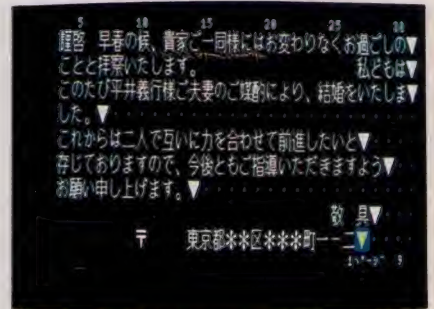 5 10 15 20 25 30
謹啓 早春の候、貴家ご一同様にはお変わりなくお過ごしの▼
ことと拝察いたします。 私どもは▼
このたび平井義行様ご夫妻のご媒酌により、結婚をいたしま▼
した。▼
これからは二人で互いに力を合わせて前進したいと▼
存じておりますので、今後ともご指導いただきますよう▼
お願い申し上げます。▼
敬 具▼
〒 東京都**区***町一一二▼
1ページ 9